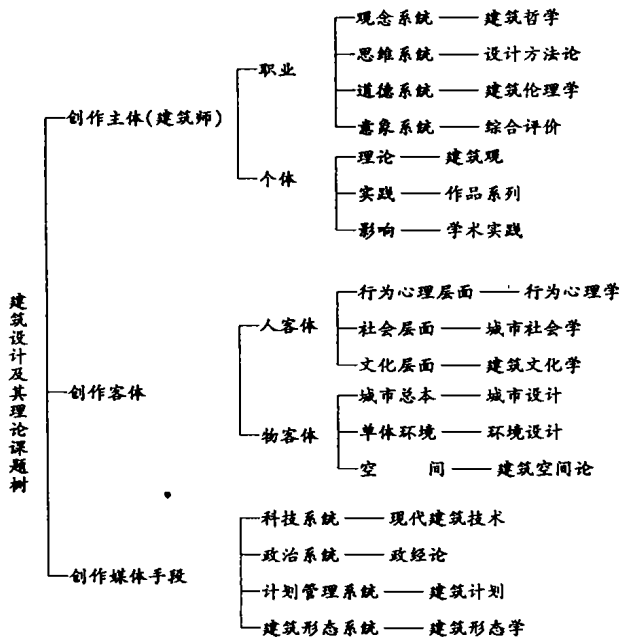 建筑设计及其理论课题树
创作主体(建筑师)
职业
观念系统——建筑哲学
思维系统——设计方法论
道德系统——建筑伦理学
意象系统——综合评价
个体
理论——建筑观
实践——作品系列
影响——学术实践
创作客体
人客体
行为心理层面——行为心理学
社会层面——城市社会学
文化层面——建筑文化学
物客体
城市总本——城市设计
单体环境——环境设计
空 间——建筑空间论
创作媒体手段
科技系统——现代建筑技术
政治系统——政经论
计划管理系统——建筑计划
建筑形态系统——建筑形态学